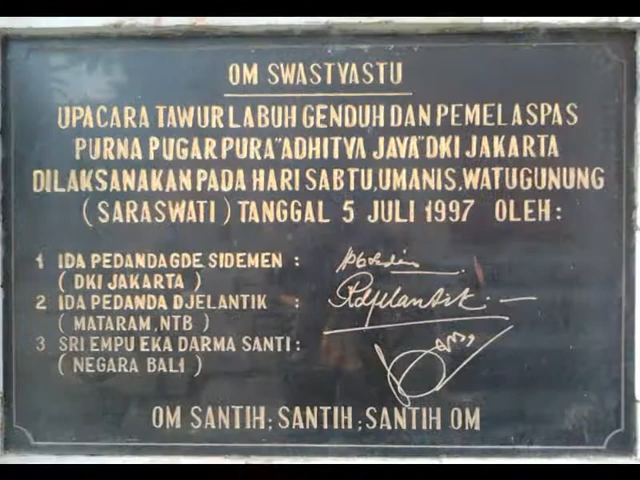 OM SWASTYASTU
UPACARA TAWUR LABUH GENDUH DAN PEMELASPAS
PURNA PUGAR PURA "ADHITYA JAYA" DKI JAKARTA
DILAKSANAKAN PADA HARI SABTU, UMANIS, WATUGUNUNG
( SARASWATI ) TANGGAL 5 JULI 1997 OLEH :
1 IDA PEDANDA GDE SIDEMEN :
( DKI JAKARTA )
2 IDA PEDANDA DJELANTIK :
( MATARAM, NTB )
3 SRI EMPU EKA DARMA SANTI :
( NEGARA BALI )
OM SANTIH; SANTIH; SANTIH OM